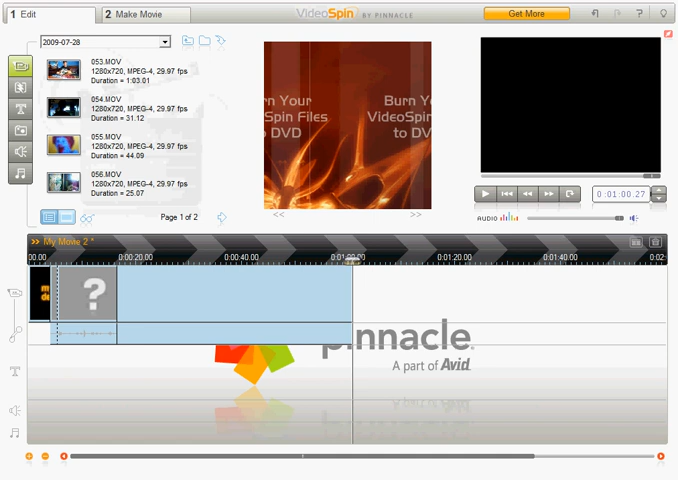 1 Edit
2 Make Movie
VideoSpin BY PINNACLE
Get More
?
2009-07-28
053.MOV
1280x720, MPEG-4, 29.97 fps
Duration = 1:03.01
054.MOV
1280x720, MPEG-4, 29.97 fps
Duration = 31.12
055.MOV
1280x720, MPEG-4, 29.97 fps
Duration = 44.09
056.MOV
1280x720, MPEG-4, 29.97 fps
Duration = 25.07
Page 1 of 2
Burn Your
Spin Files
to DVD
Burn Y
VideoSpin
to DV
<< >>
0:01:00.27
AUDIO
My Movie 2 *
00.00 0:00:20.00 0:00:40.00 0:01:00.00 0:01:20.00 0:01:40.00 0:02:
m
de
?
pinnacle
A part of Avid
T